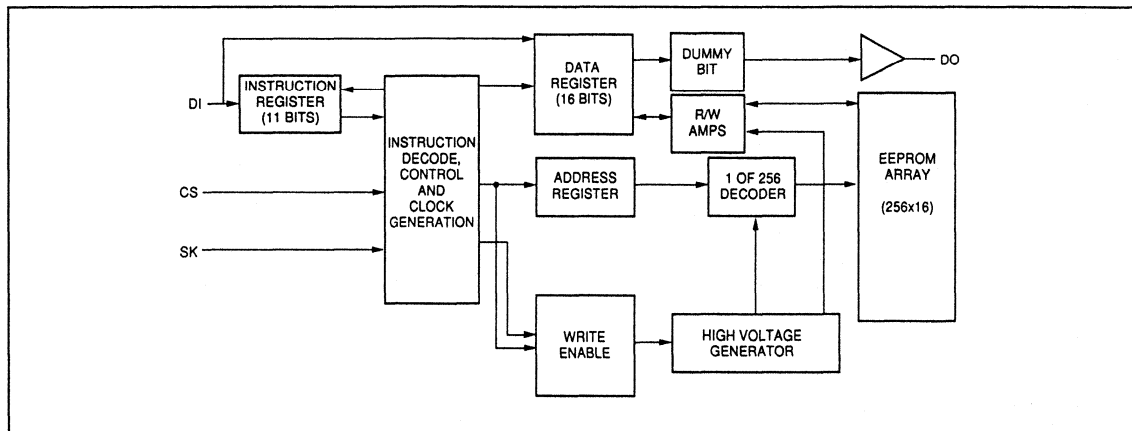 DI
CS
SK
INSTRUCTION
REGISTER
(11 BITS)
INSTRUCTION
DECODE,
CONTROL
AND
CLOCK
GENERATION
DATA
REGISTER
(16 BITS)
DUMMY
BIT
DO
R/W
AMPS
ADDRESS
REGISTER
1 OF 256
DECODER
EEPROM
ARRAY
(256x16)
WRITE
ENABLE
HIGH VOLTAGE
GENERATOR